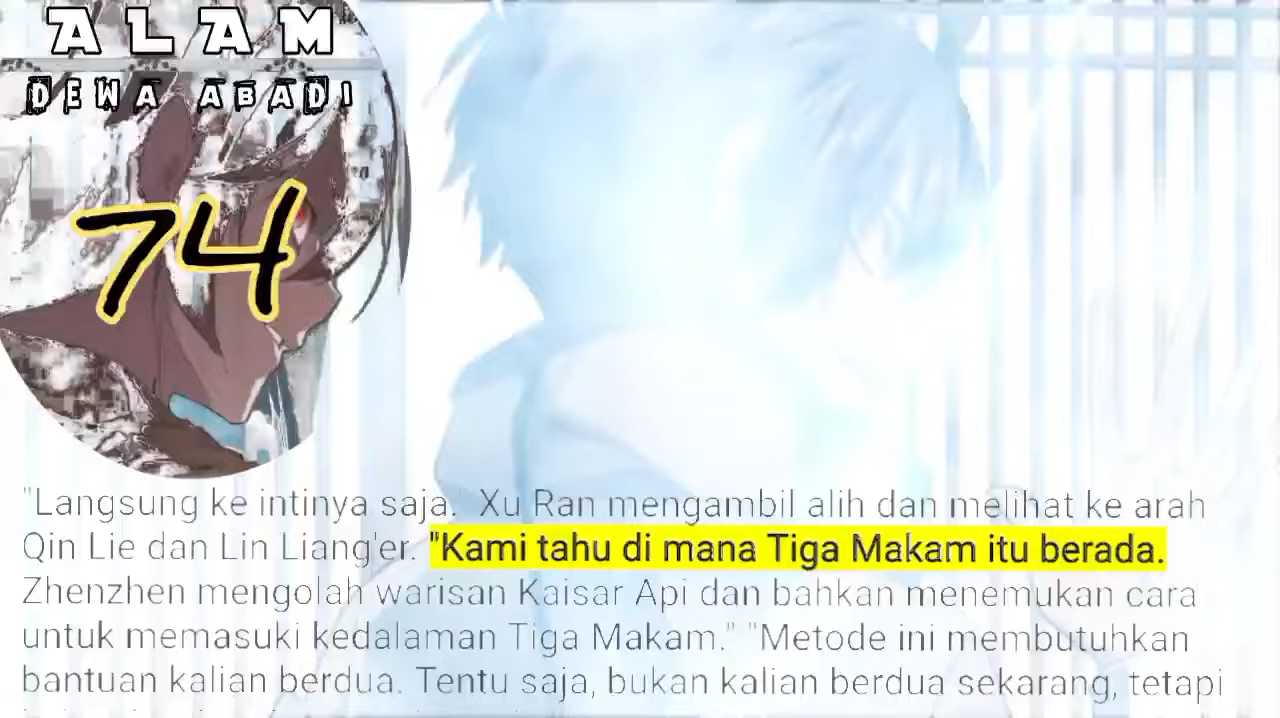 ALAM
DEWA ABADI
74
"Langsung ke intinya saja." Xu Ran mengambil alih dan melihat ke arah
Qin Lie dan Lin Liang'er. "Kami tahu di mana Tiga Makam itu berada.
Zhenzhen mengolah warisan Kaisar Api dan bahkan menemukan cara
untuk memasuki kedalaman Tiga Makam." "Metode ini membutuhkan
bantuan kalian berdua. Tentu saja, bukan kalian berdua sekarang, tetapi